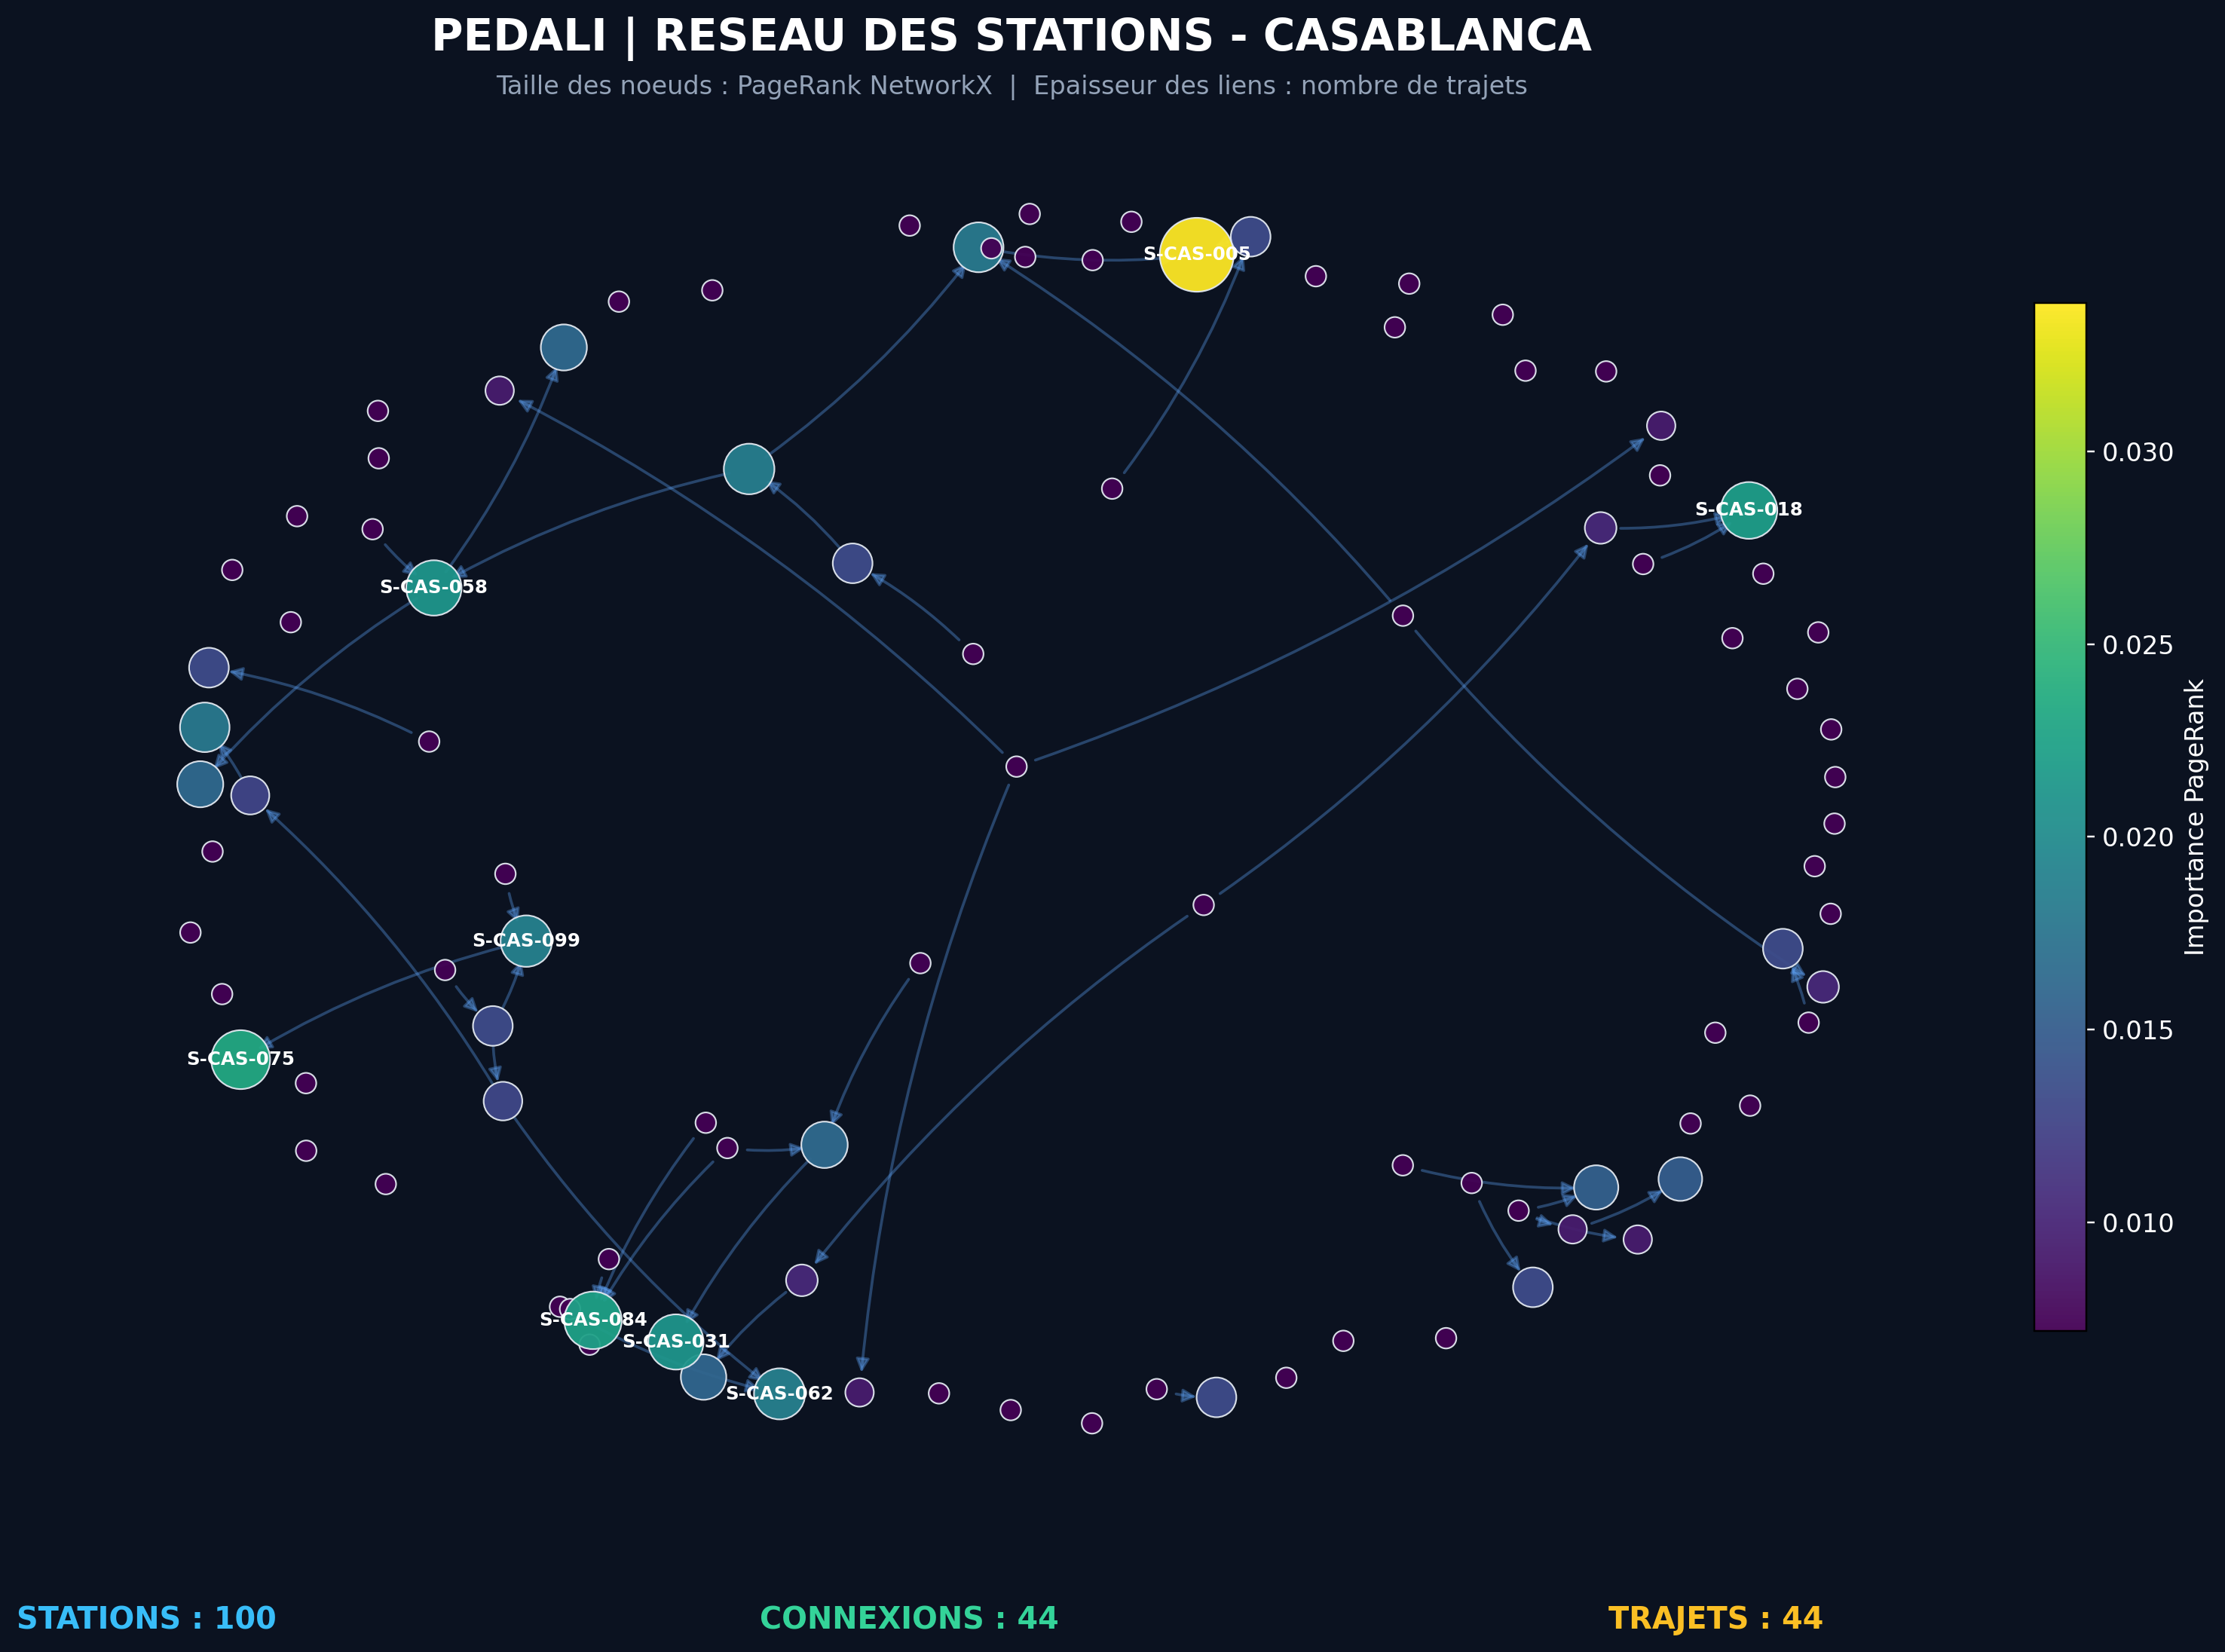 PEDALI | RESEAU DES STATIONS - CASABLANCA
Taille des noeuds : PageRank NetworkX | Epaisseur des liens : nombre de trajets
S-CAS-005
0.030
S-CAS-018
S-CAS-058
0.025
Importance PageRank
0.020
S-CAS-099
0.015
S-CAS-075
0.010
S-CAS-084
S-CAS-031
S-CAS-062
STATIONS : 100
CONNEXIONS : 44
TRAJETS : 44